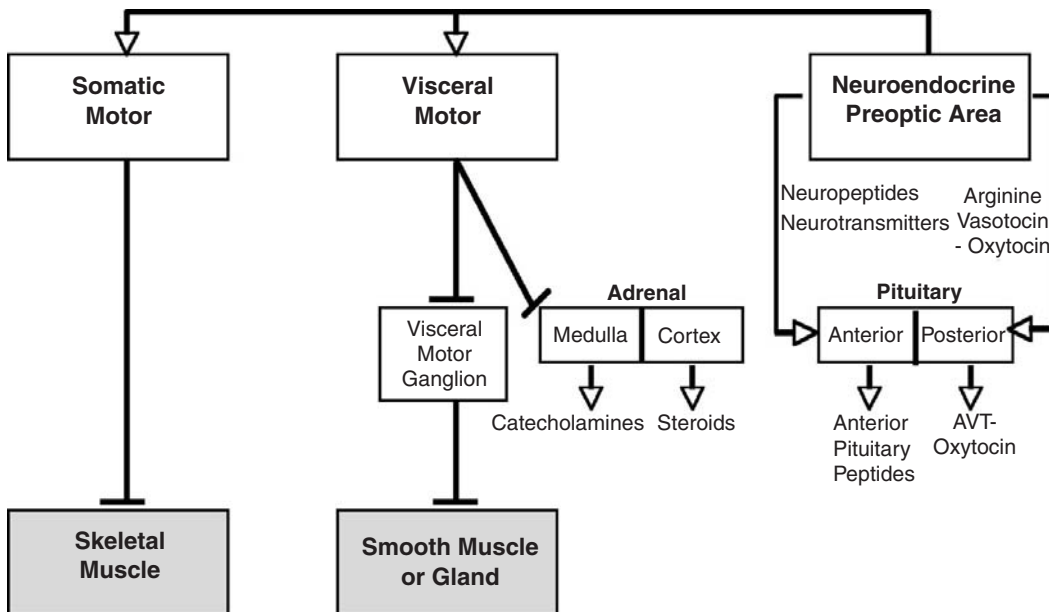 Somatic
Motor
Visceral
Motor
Neuroendocrine
Preoptic Area
Neuropeptides
Neurotransmitters
Arginine
Vasotocin
- Oxytocin
Adrenal
Medulla
Cortex
Pituitary
Anterior
Posterior
Visceral
Motor
Ganglion
Catecholamines
Steroids
Anterior
Pituitary
Peptides
AVT-
Oxytocin
Skeletal
Muscle
Smooth Muscle
or Gland